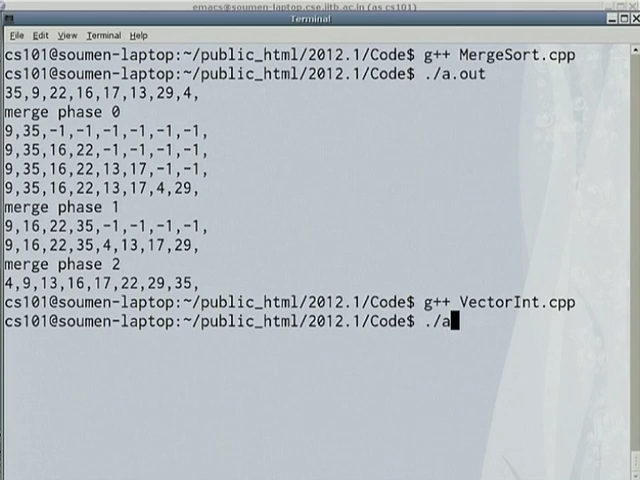 emacs@soumen-laptop.cse.iitb.ac.in (as cs101)
Terminal
File Edit View Terminal Help
cs101@soumen-laptop:~/public_html/2012.1/Code$ g++ MergeSort.cpp
cs101@soumen-laptop:~/public_html/2012.1/Code$ ./a.out
35,9,22,16,17,13,29,4,
merge phase 0
9,35,-1,-1,-1,-1,-1,-1,
9,35,16,22,-1,-1,-1,-1,
9,35,16,22,13,17,-1,-1,
9,35,16,22,13,17,4,29,
merge phase 1
9,16,22,35,-1,-1,-1,-1,
9,16,22,35,4,13,17,29,
merge phase 2
4,9,13,16,17,22,29,35,
cs101@soumen-laptop:~/public_html/2012.1/Code$ g++ VectorInt.cpp
cs101@soumen-laptop:~/public_html/2012.1/Code$ ./a